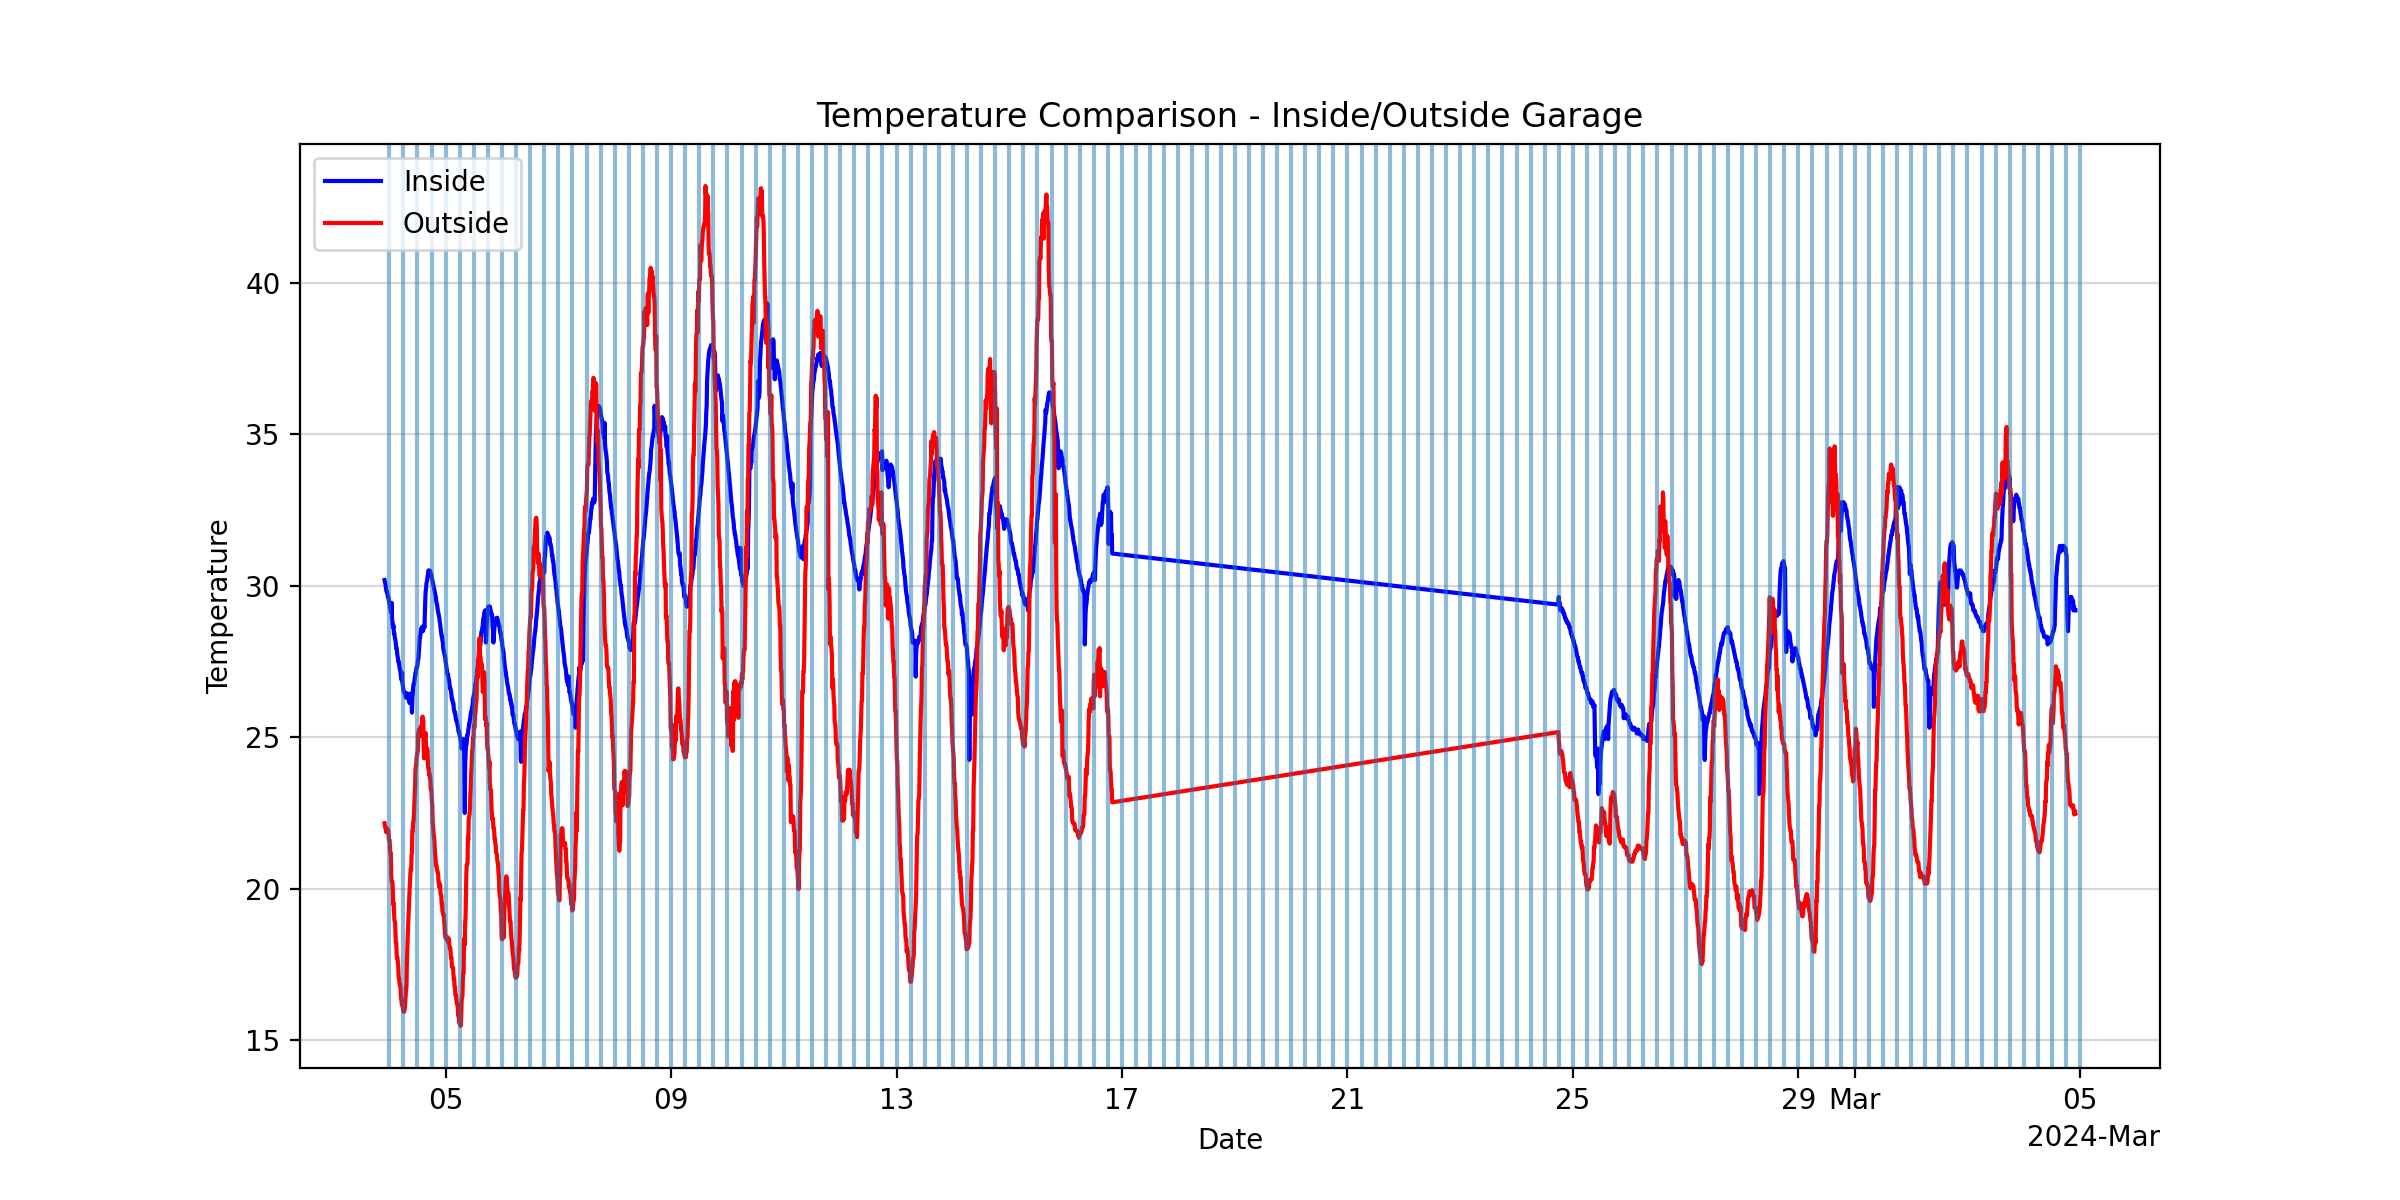 Temperature Comparison - Inside/Outside Garage
Inside
Outside
40
35
30
25
20
15
Temperature
05 09 13 17 21 25 29 Mar 05
Date
2024-Mar